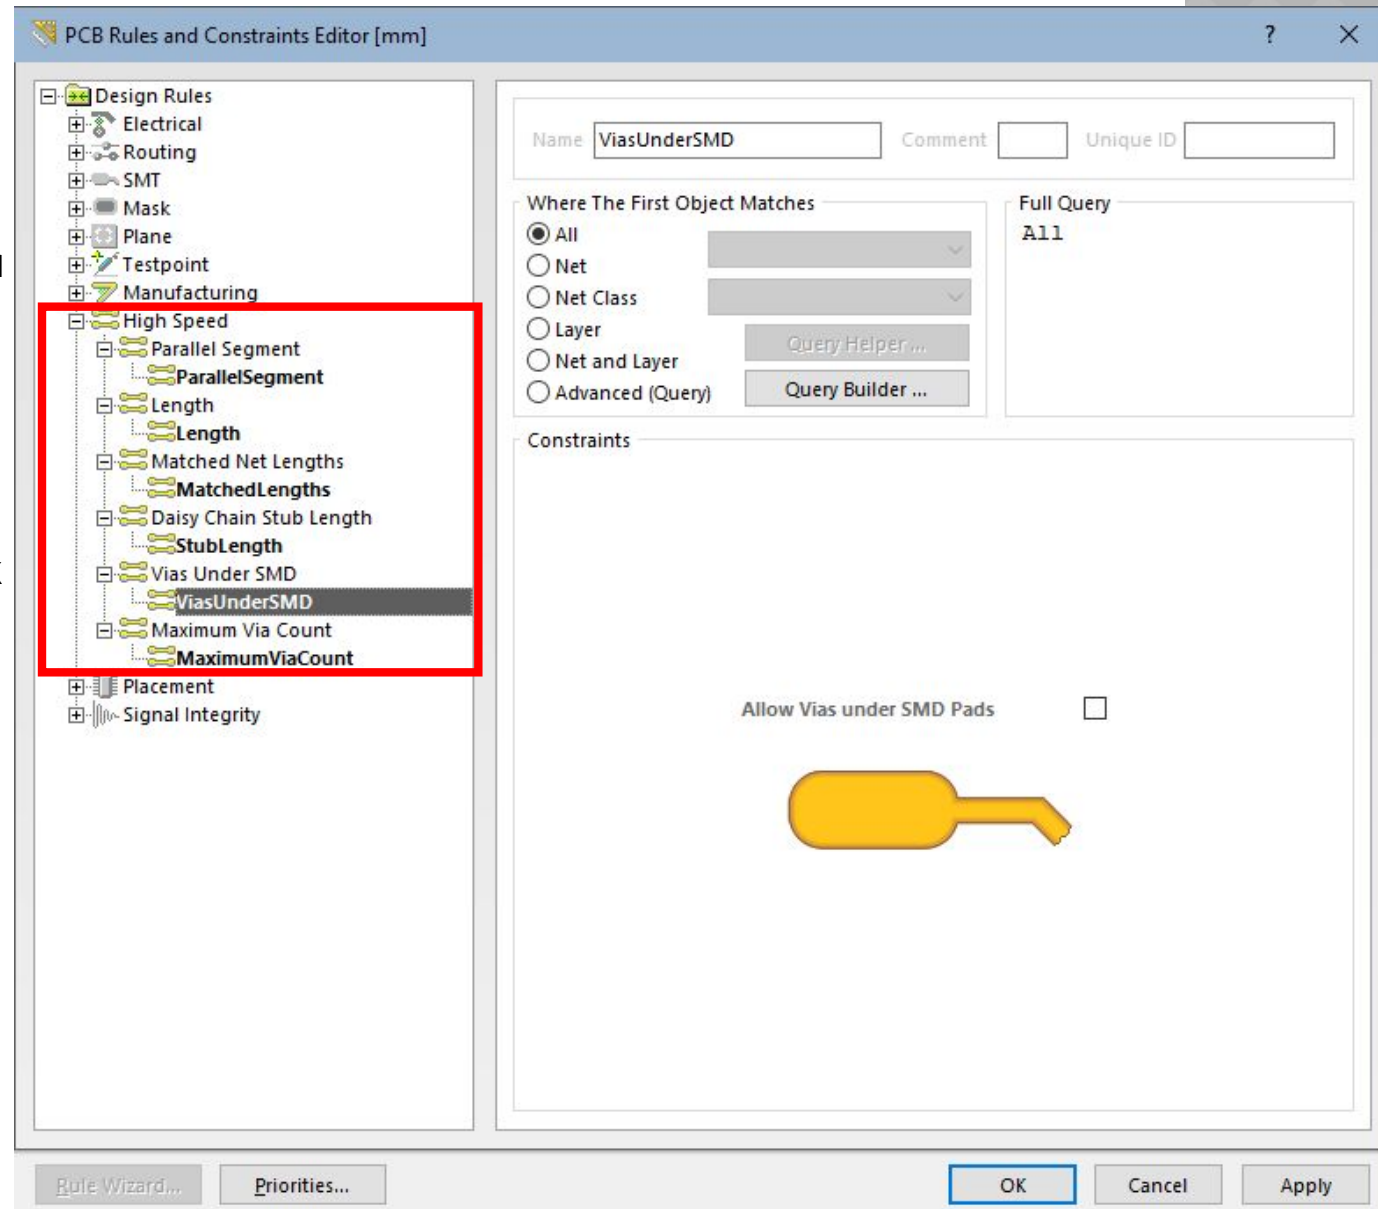 PCB Rules and Constraints Editor [mm]
Design Rules
Electrical
Routing
SMT
Mask
Plane
Testpoint
Manufacturing
High Speed
Parallel Segment
ParallelSegment
Length
Length
Matched Net Lengths
MatchedLengths
Daisy Chain Stub Length
StubLength
Vias Under SMD
ViasUnderSMD
Maximum Via Count
MaximumViaCount
Placement
Signal Integrity
Name ViasUnderSMD Comment Unique ID
Where The First Object Matches
All
Net
Net Class
Layer
Net and Layer
Advanced (Query)
Query Helper ...
Query Builder ...
Full Query
All
Constraints
Allow Vias under SMD Pads
Rule Wizard... Priorities... OK Cancel Apply